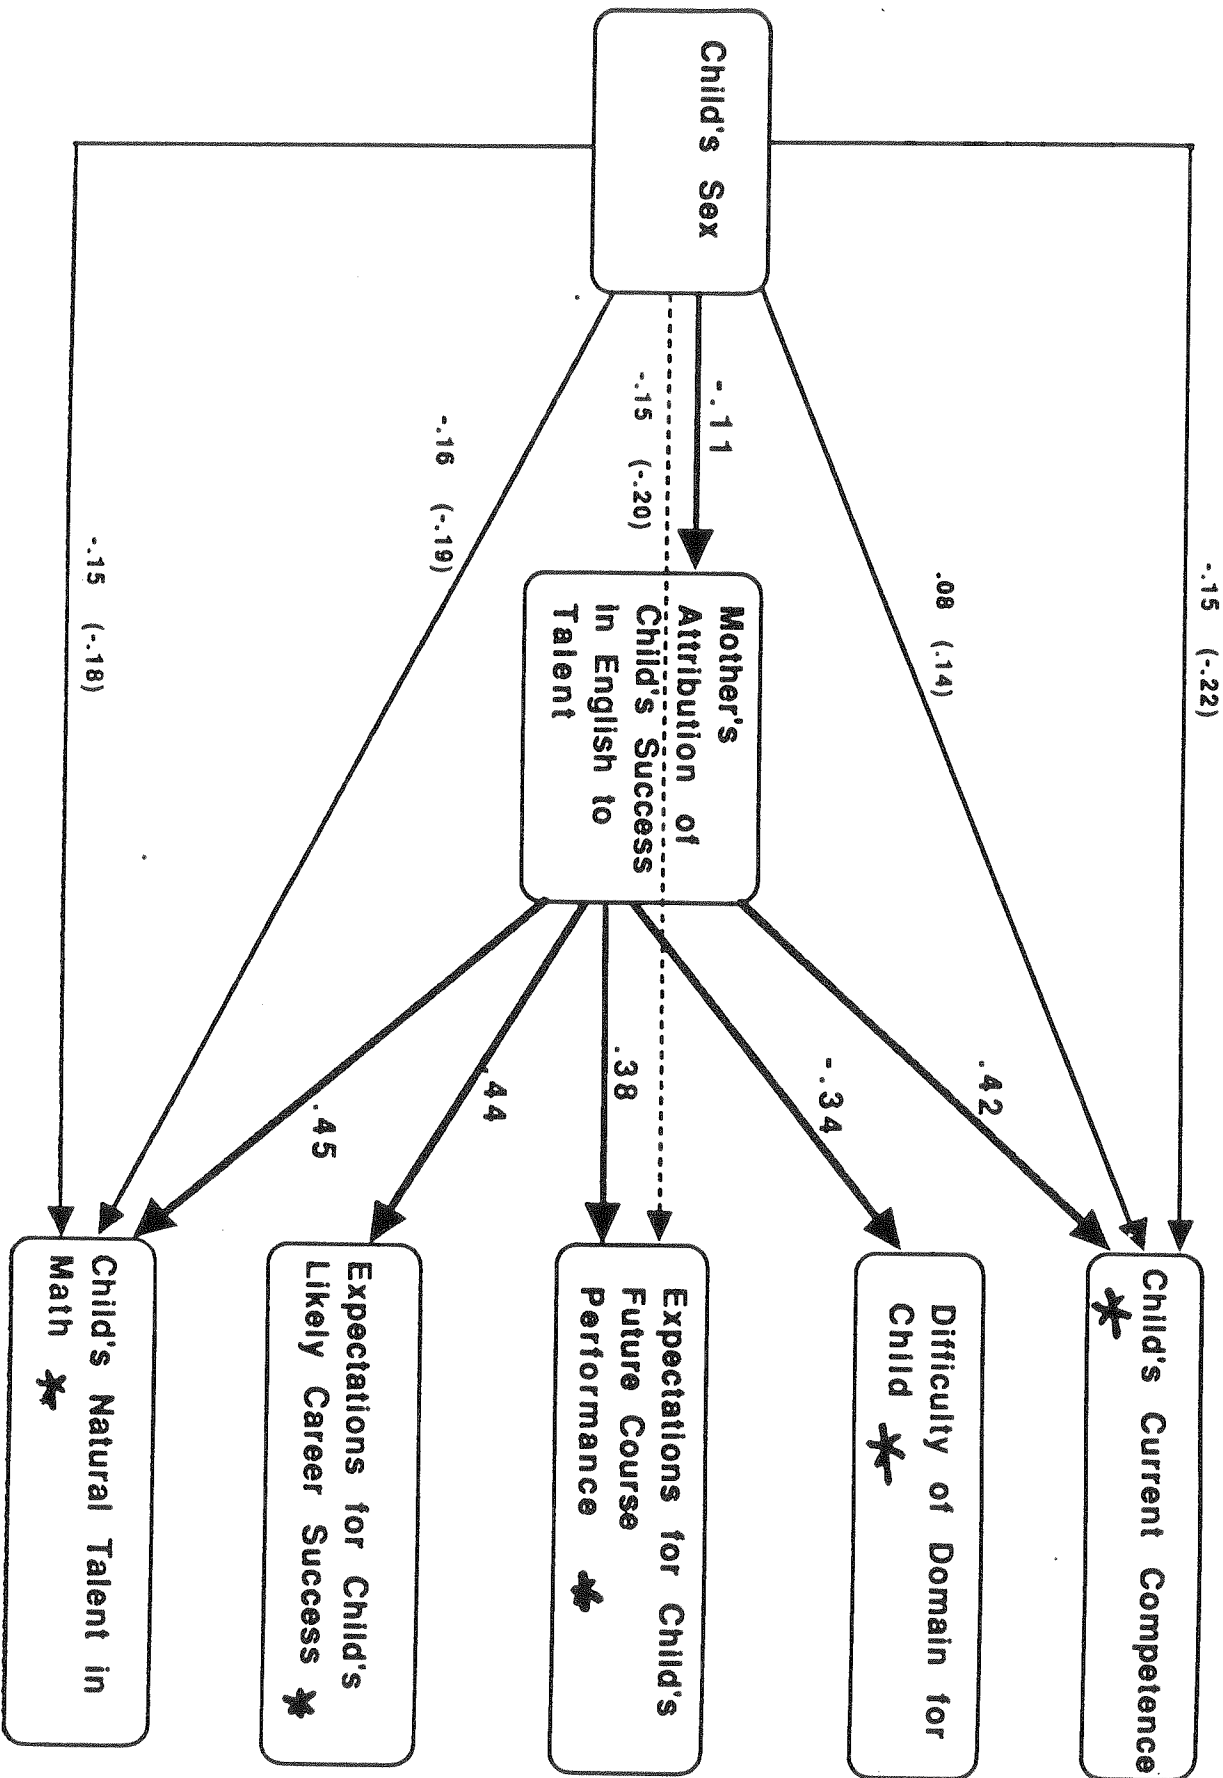 Child's Sex
-.15 (-.22)
.08 (.14)
-.11
-.15 (-.20)
-.16 (-.19)
-.15 (-.18)
Mother's
Attribution of
Child's Success
in English to
Talent
.42
-.34
.38
.44
.45
Child's Current Competence
*
Difficulty of Domain for
Child *
Expectations for Child's
Future Course
Performance *
Expectations for Child's
Likely Career Success *
Child's Natural Talent in
Math *